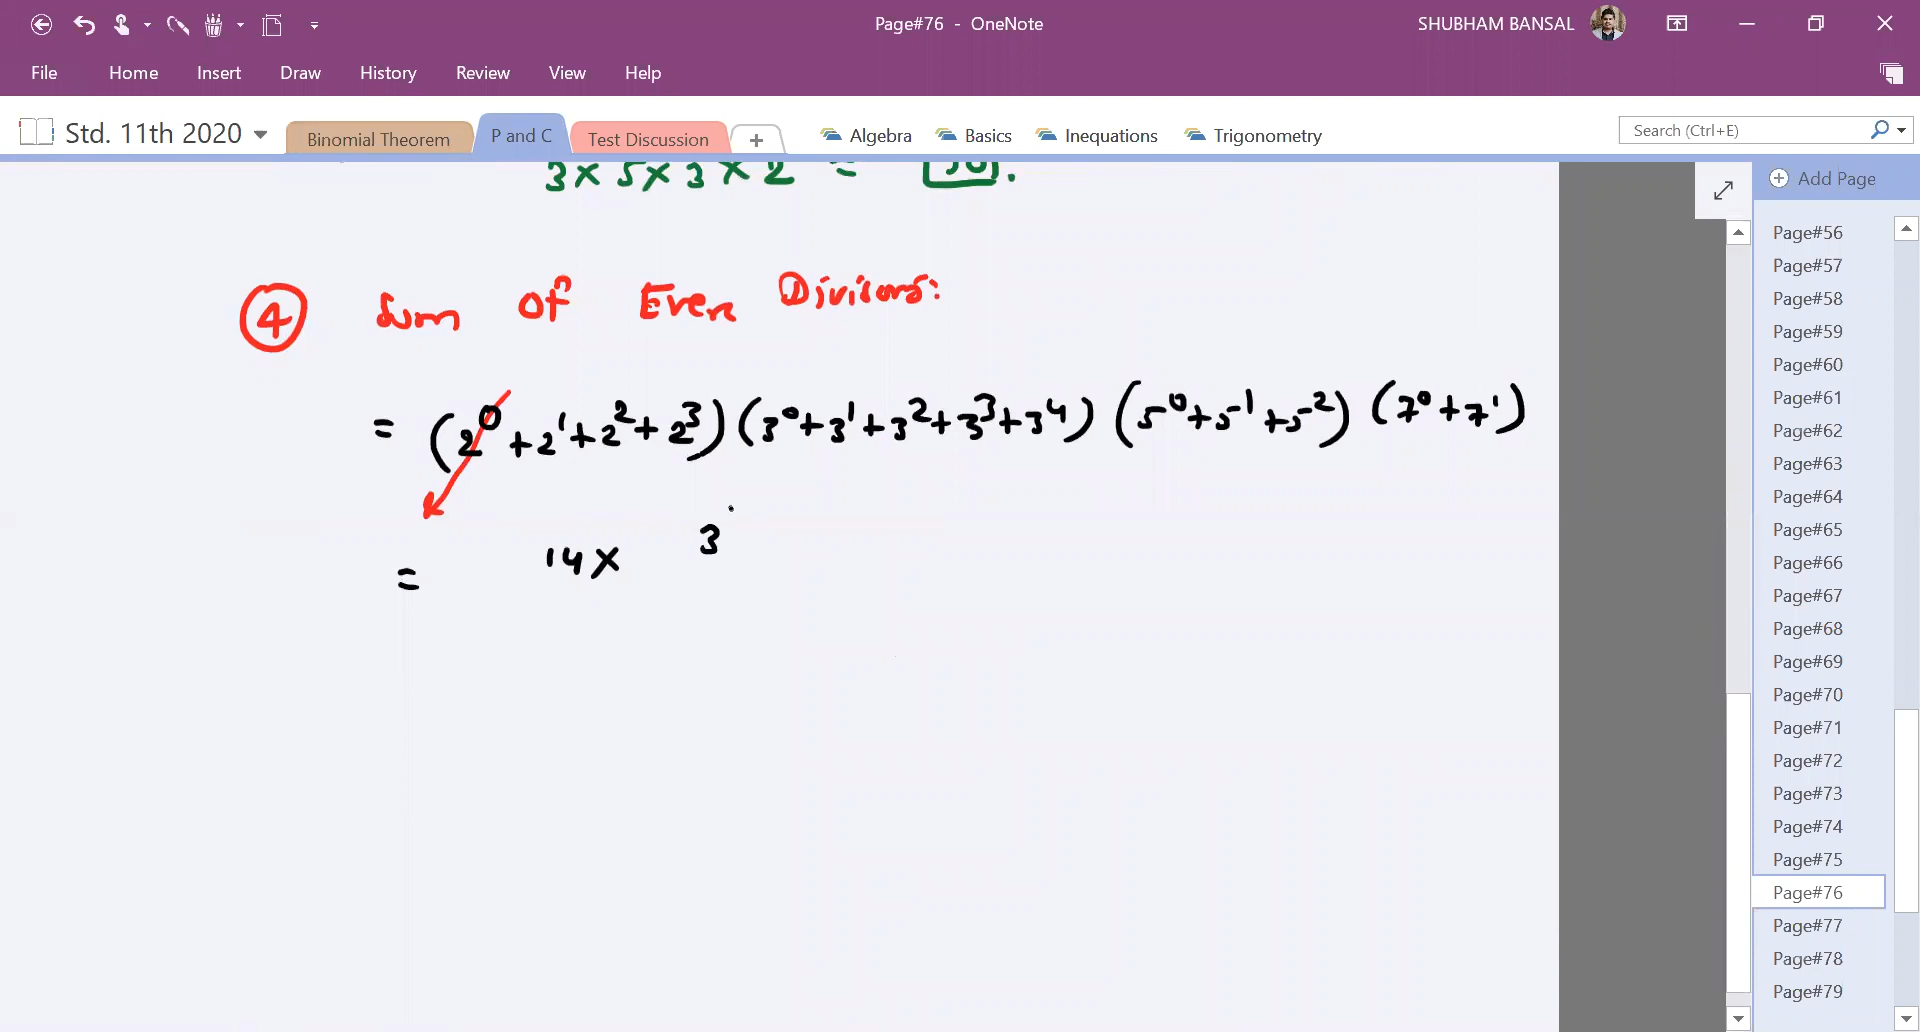 Page#76 - OneNote
SHUBHAM BANSAL
File Home Insert Draw History Review View Help
Std. 11th 2020 Binomial Theorem P and C Test Discussion + Algebra Basics Inequations Trigonometry Search (Ctrl+E)
3 × 5 × 3 × 2 =
Add Page
④ Sum Of Even Divisors:
= (2⁰ + 2¹ + 2² + 2³) (3⁰ + 3¹ + 3² + 3³ + 3⁴) (5⁰ + 5¹ + 5²) (7⁰ + 7¹)
= 14 × 3
Page#56
Page#57
Page#58
Page#59
Page#60
Page#61
Page#62
Page#63
Page#64
Page#65
Page#66
Page#67
Page#68
Page#69
Page#70
Page#71
Page#72
Page#73
Page#74
Page#75
Page#76
Page#77
Page#78
Page#79